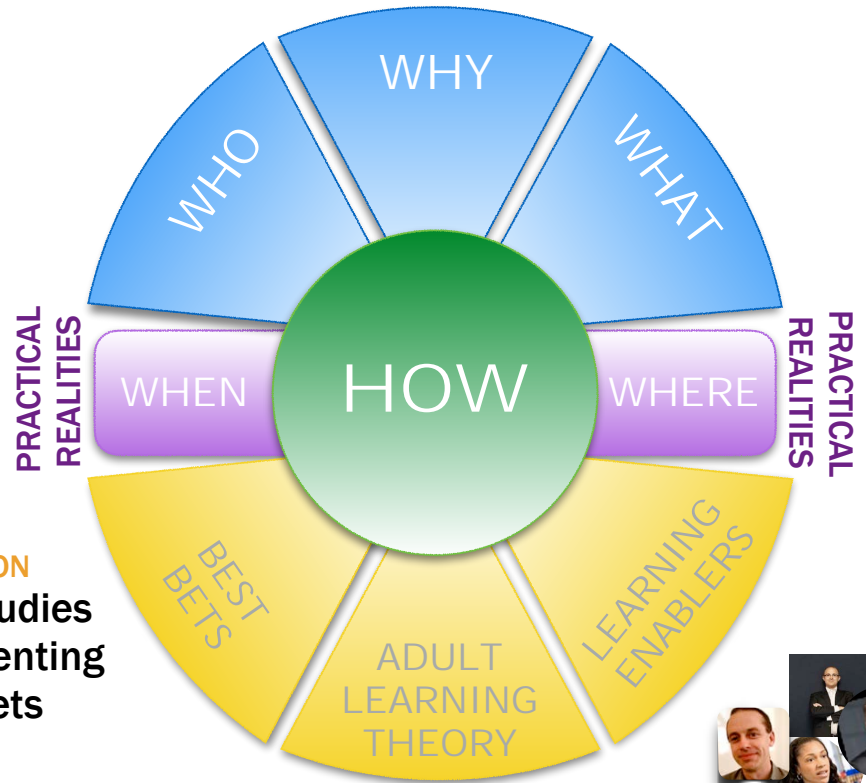 WHY
WHO
WHAT
PRACTICAL
REALITIES
WHEN
HOW
WHERE
PRACTICAL
REALITIES
BEST
BETS
ADULT
LEARNING
THEORY
LEARNING
ENABLERS